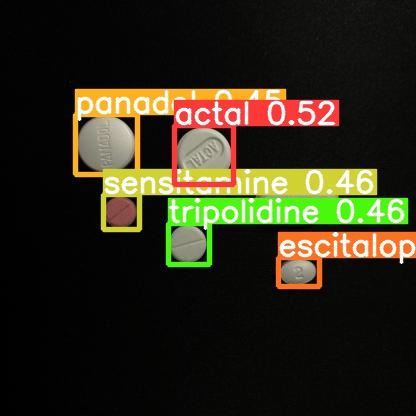 panadol 0.45
actal 0.52
PANADOL
ACTAL
sensitamine 0.46
tripolidine 0.46
escitalop
2